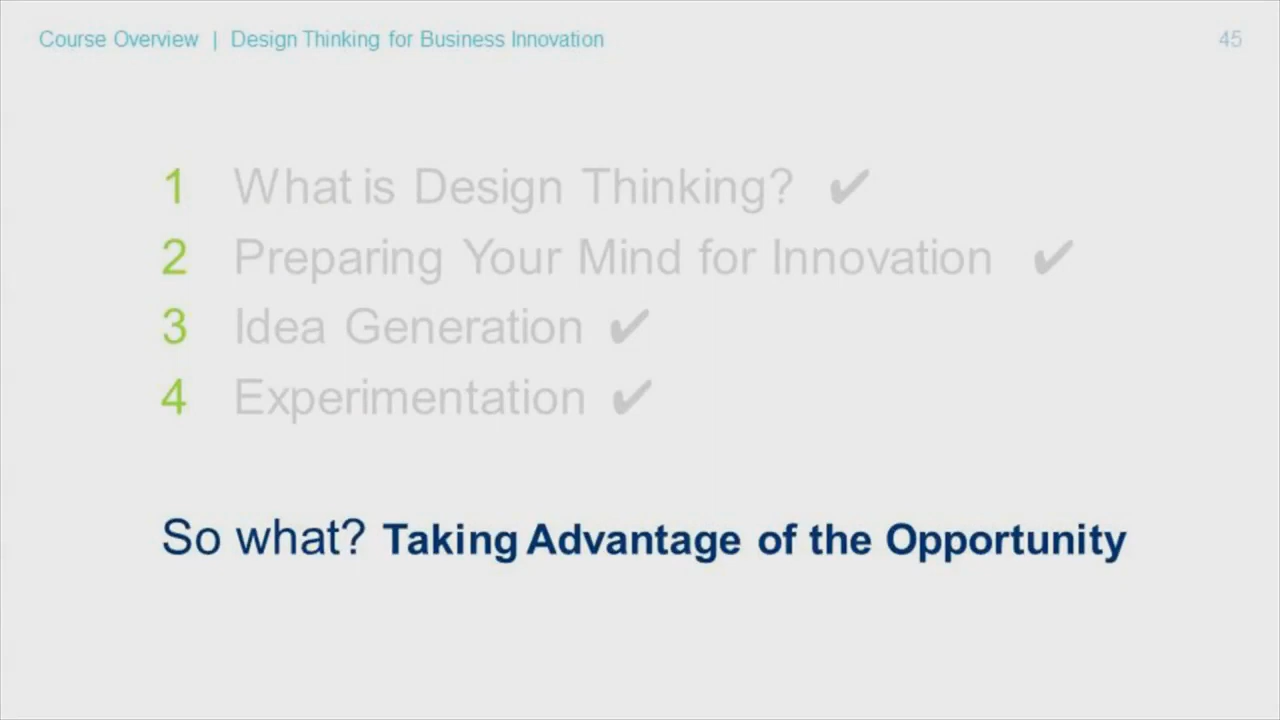 Course Overview | Design Thinking for Business Innovation 45
1 What is Design Thinking? ✔
2 Preparing Your Mind for Innovation ✔
3 Idea Generation ✔
4 Experimentation ✔
So what? Taking Advantage of the Opportunity